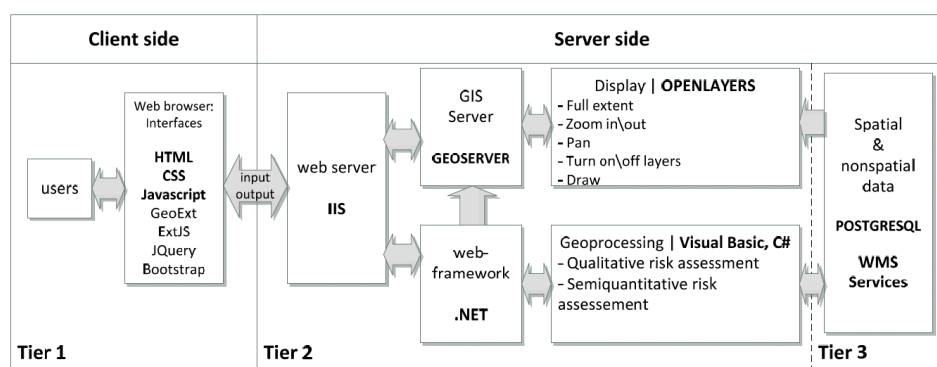 Client side
Server side
users
Web browser:
Interfaces
HTML
CSS
Javascript
GeoExt
ExtJS
JQuery
Bootstrap
input
output
web server
IIS
GIS
Server
GEOSERVER
web-
framework
.NET
Display | OPENLAYERS
- Full extent
- Zoom in\out
- Pan
- Turn on\off layers
- Draw
Geoprocessing | Visual Basic, C#
- Qualitative risk assessment
- Semiquantitative risk
assessement
Spatial
&
nonspatial
data
POSTGRESQL
WMS
Services
Tier 1
Tier 2
Tier 3